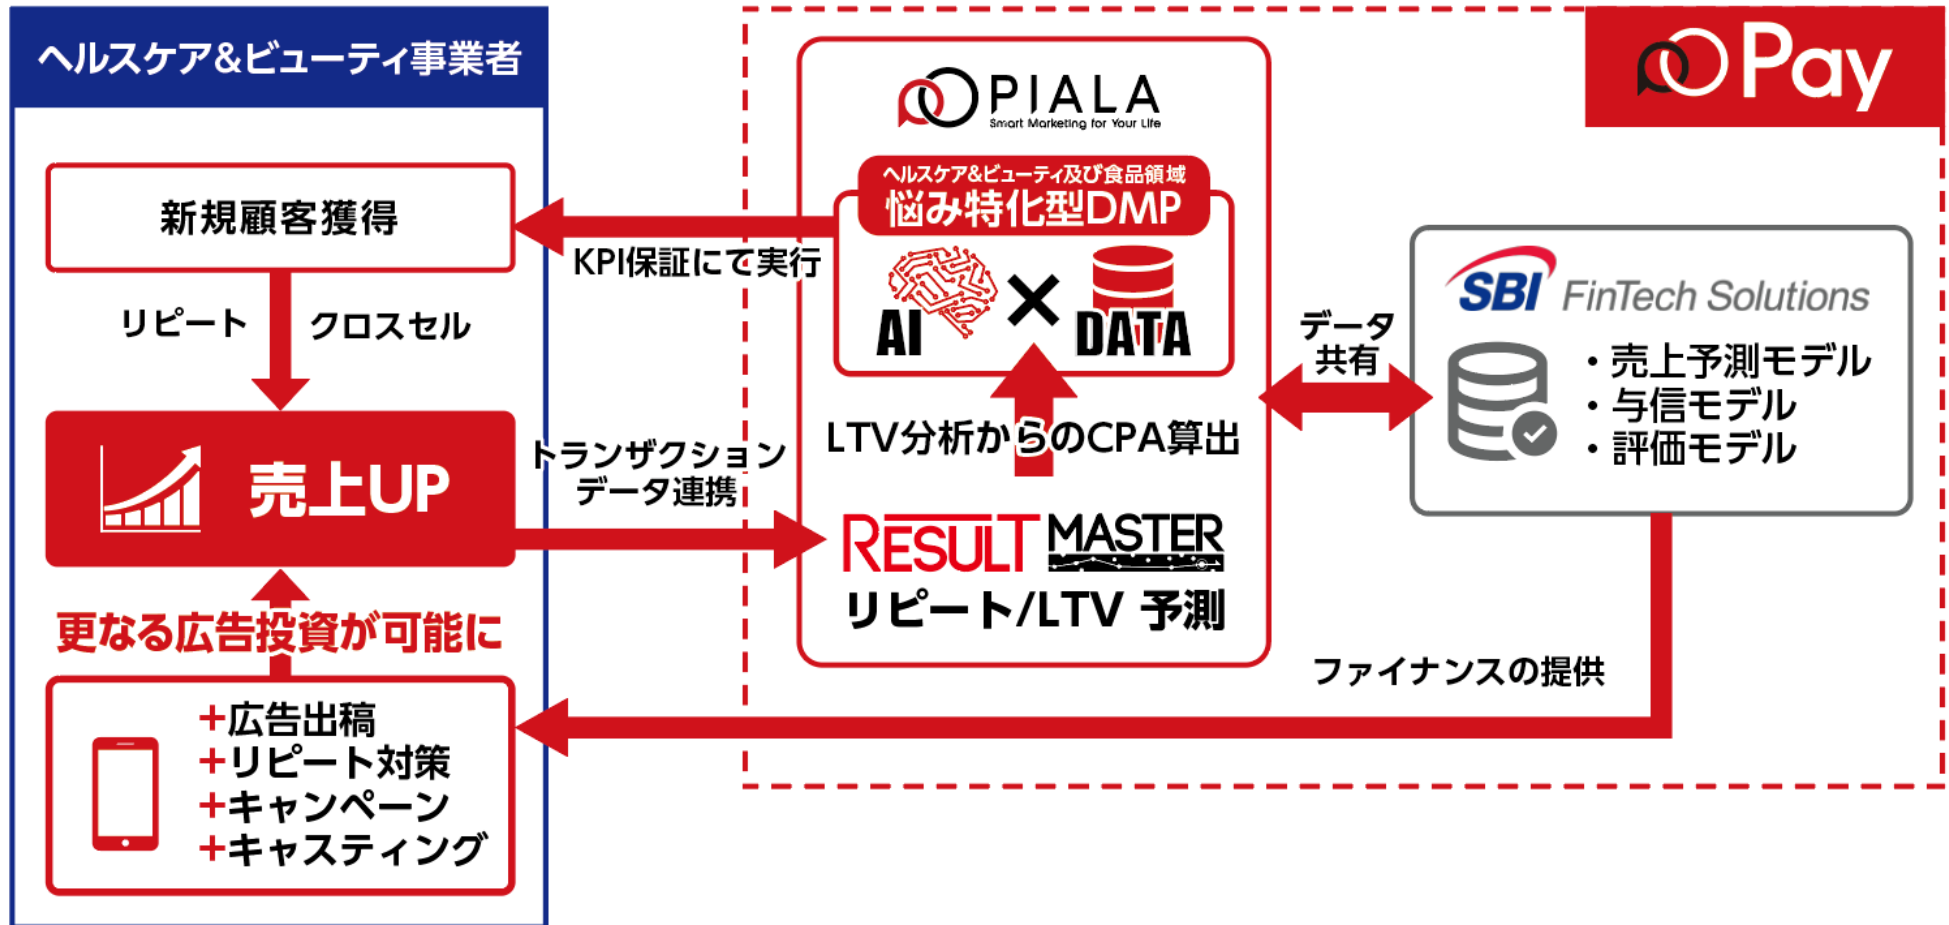 ヘルスケア&ビューティ事業者
新規顧客獲得
リピート
クロスセル
売上UP
更なる広告投資が可能に
+広告出稿
+リピート対策
+キャンペーン
+キャスティング
KPI保証にて実行
トランザクション
データ連携
PIALA
Smart Marketing for Your Life
ヘルスケア&ビューティ及び食品領域
悩み特化型DMP
AI × DATA
LTV分析からのCPA算出
RESULT MASTER
リピート/LTV 予測
データ
共有
Pay
SBI FinTech Solutions
・売上予測モデル
・与信モデル
・評価モデル
ファイナンスの提供